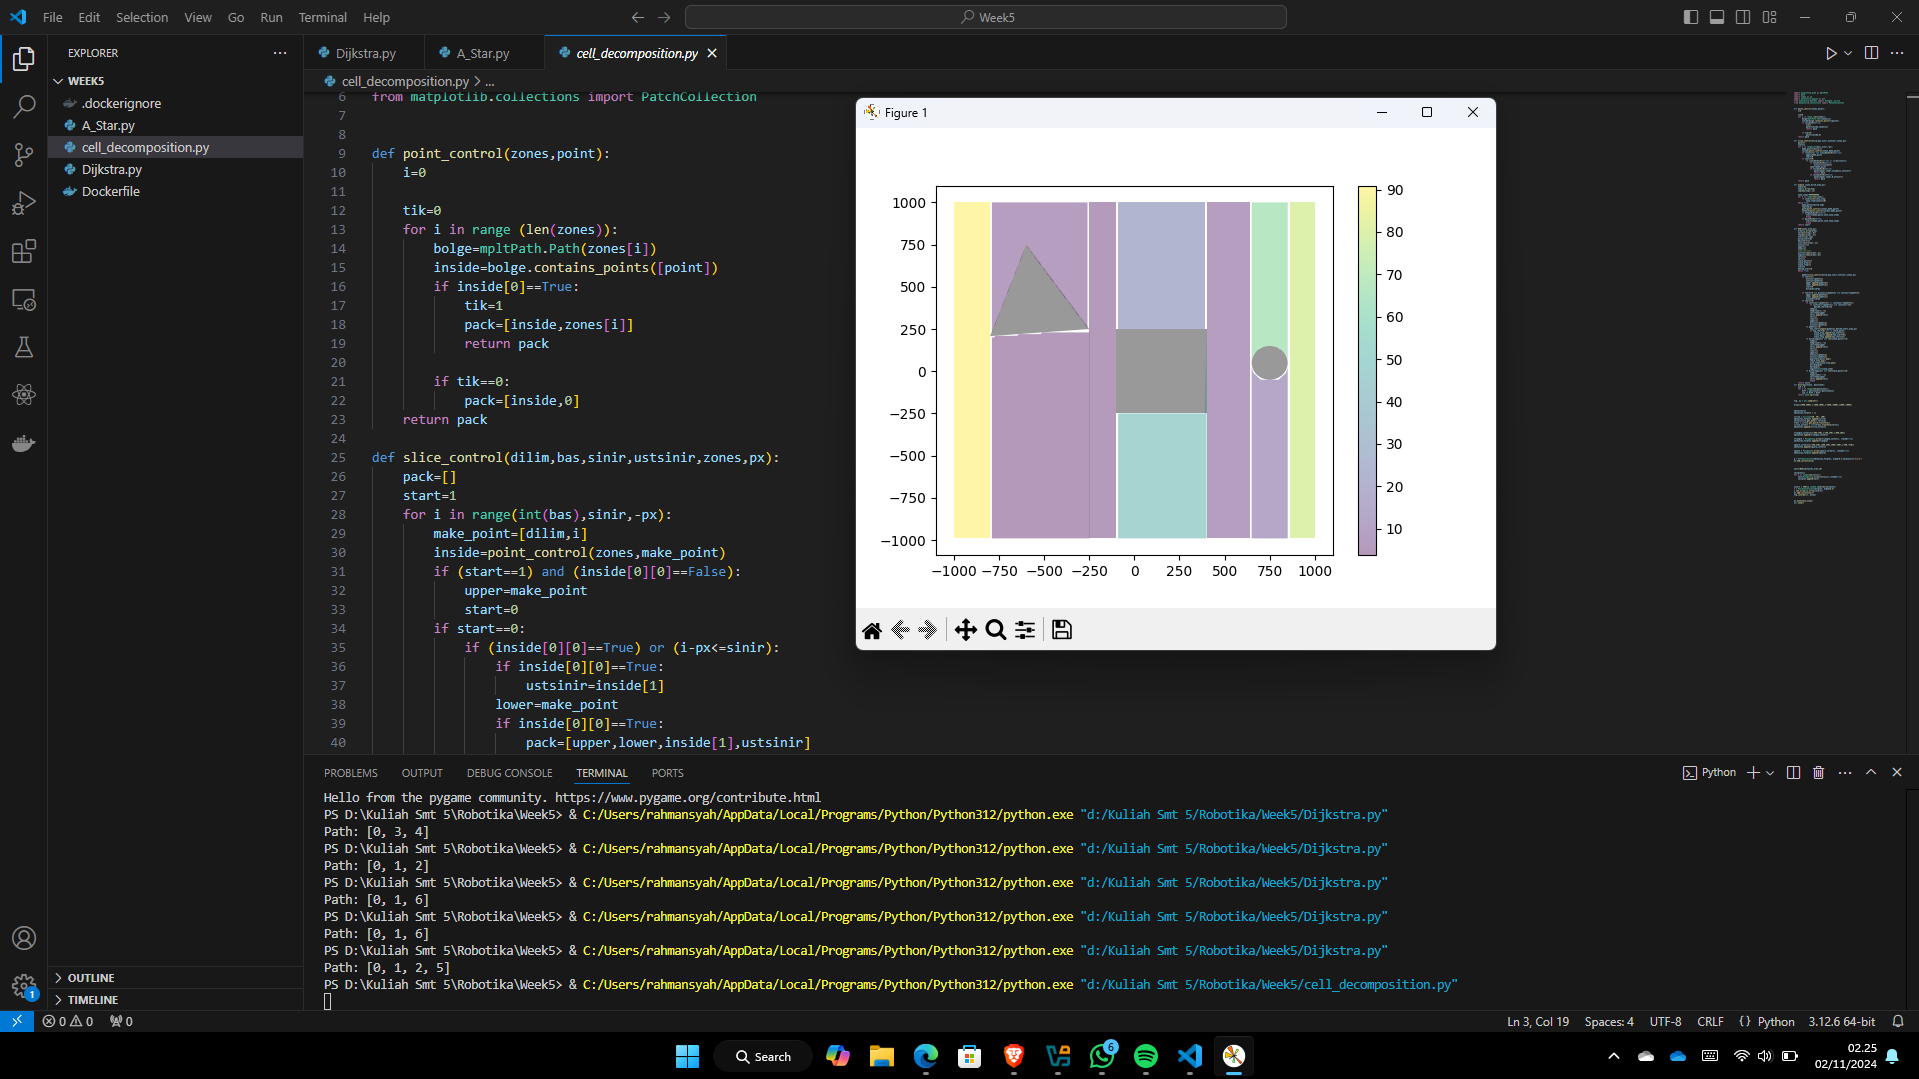 File Edit Selection View Go Run Terminal Help
Week5
EXPLORER
WEEK5
.dockerignore
A_Star.py
cell_decomposition.py
Dijkstra.py
Dockerfile
OUTLINE
TIMELINE
Dijkstra.py A_Star.py cell_decomposition.py
cell_decomposition.py > ...
6 from matplotlib.collections import PatchCollection
7
8
9 def point_control(zones,point):
10 i=0
11
12 tik=0
13 for i in range (len(zones)):
14 bolge=mpltPath.Path(zones[i])
15 inside=bolge.contains_points([point])
16 if inside[0]==True:
17 tik=1
18 pack=[inside,zones[i]]
19 return pack
20
21 if tik==0:
22 pack=[inside,0]
23 return pack
24
25 def slice_control(dilim,bas,sinir,ustsinir,zones,px):
26 pack=[]
27 start=1
28 for i in range(int(bas),sinir,-px):
29 make_point=[dilim,i]
30 inside=point_control(zones,make_point)
31 if (start==1) and (inside[0][0]==False):
32 upper=make_point
33 start=0
34 if start==0:
35 if (inside[0][0]==True) or (i-px<=sinir):
36 if inside[0][0]==True:
37 ustsinir=inside[1]
38 lower=make_point
39 if inside[0][0]==True:
40 pack=[upper,lower,inside[1],ustsinir]
Figure 1
1000
750
500
250
0
−250
−500
−750
−1000
−1000 −750 −500 −250 0 250 500 750 1000
90
80
70
60
50
40
30
20
10
PROBLEMS OUTPUT DEBUG CONSOLE TERMINAL PORTS
Python
Hello from the pygame community. https://www.pygame.org/contribute.html
PS D:\Kuliah Smt 5\Robotika\Week5> & C:/Users/rahmansyah/AppData/Local/Programs/Python/Python312/python.exe "d:/Kuliah Smt 5/Robotika/Week5/Dijkstra.py"
Path: [0, 3, 4]
PS D:\Kuliah Smt 5\Robotika\Week5> & C:/Users/rahmansyah/AppData/Local/Programs/Python/Python312/python.exe "d:/Kuliah Smt 5/Robotika/Week5/Dijkstra.py"
Path: [0, 1, 2]
PS D:\Kuliah Smt 5\Robotika\Week5> & C:/Users/rahmansyah/AppData/Local/Programs/Python/Python312/python.exe "d:/Kuliah Smt 5/Robotika/Week5/Dijkstra.py"
Path: [0, 1, 6]
PS D:\Kuliah Smt 5\Robotika\Week5> & C:/Users/rahmansyah/AppData/Local/Programs/Python/Python312/python.exe "d:/Kuliah Smt 5/Robotika/Week5/Dijkstra.py"
Path: [0, 1, 6]
PS D:\Kuliah Smt 5\Robotika\Week5> & C:/Users/rahmansyah/AppData/Local/Programs/Python/Python312/python.exe "d:/Kuliah Smt 5/Robotika/Week5/Dijkstra.py"
Path: [0, 1, 2, 5]
PS D:\Kuliah Smt 5\Robotika\Week5> & C:/Users/rahmansyah/AppData/Local/Programs/Python/Python312/python.exe "d:/Kuliah Smt 5/Robotika/Week5/cell_decomposition.py"
1
0 0 0
Ln 3, Col 19 Spaces: 4 UTF-8 CRLF {} Python 3.12.6 64-bit
Search
6
02.25
02/11/2024